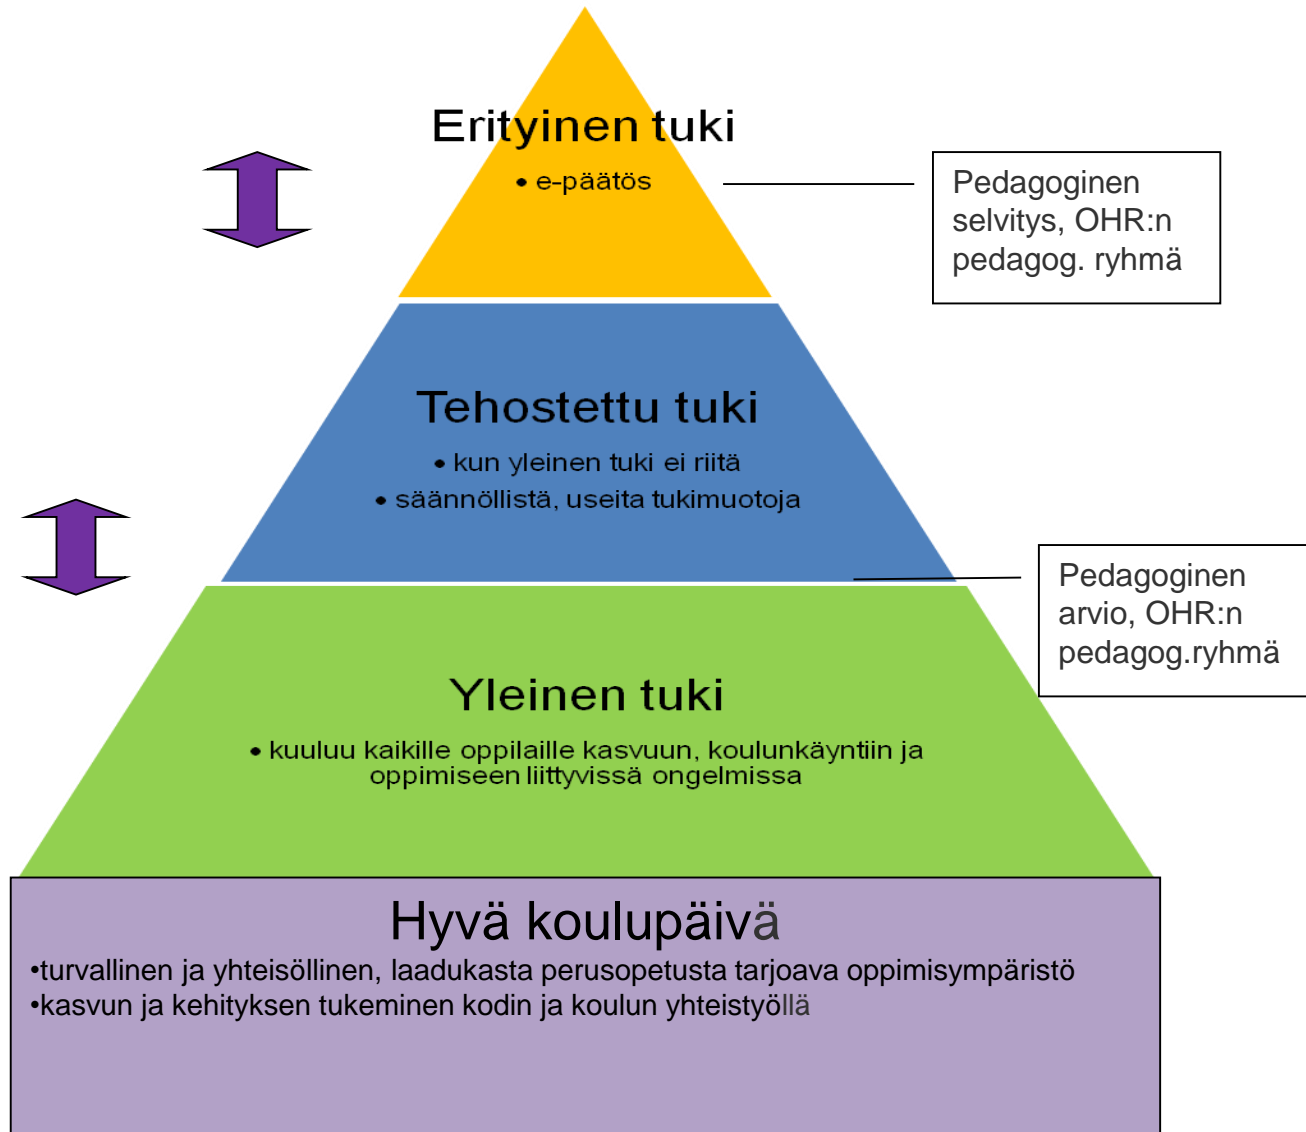 Erityinen tuki
• e-päätös
Pedagoginen
selvitys, OHR:n
pedagog. ryhmä
Tehostettu tuki
• kun yleinen tuki ei riitä
• säännöllistä, useita tukimuotoja
Pedagoginen
arvio, OHR:n
pedagog.ryhmä
Yleinen tuki
• kuuluu kaikille oppilaille kasvuun, koulunkäyntiin ja
oppimiseen liittyvissä ongelmissa
Hyvä koulupäivä
•turvallinen ja yhteisöllinen, laadukasta perusopetusta tarjoava oppimisympäristö
•kasvun ja kehityksen tukeminen kodin ja koulun yhteistyöllä